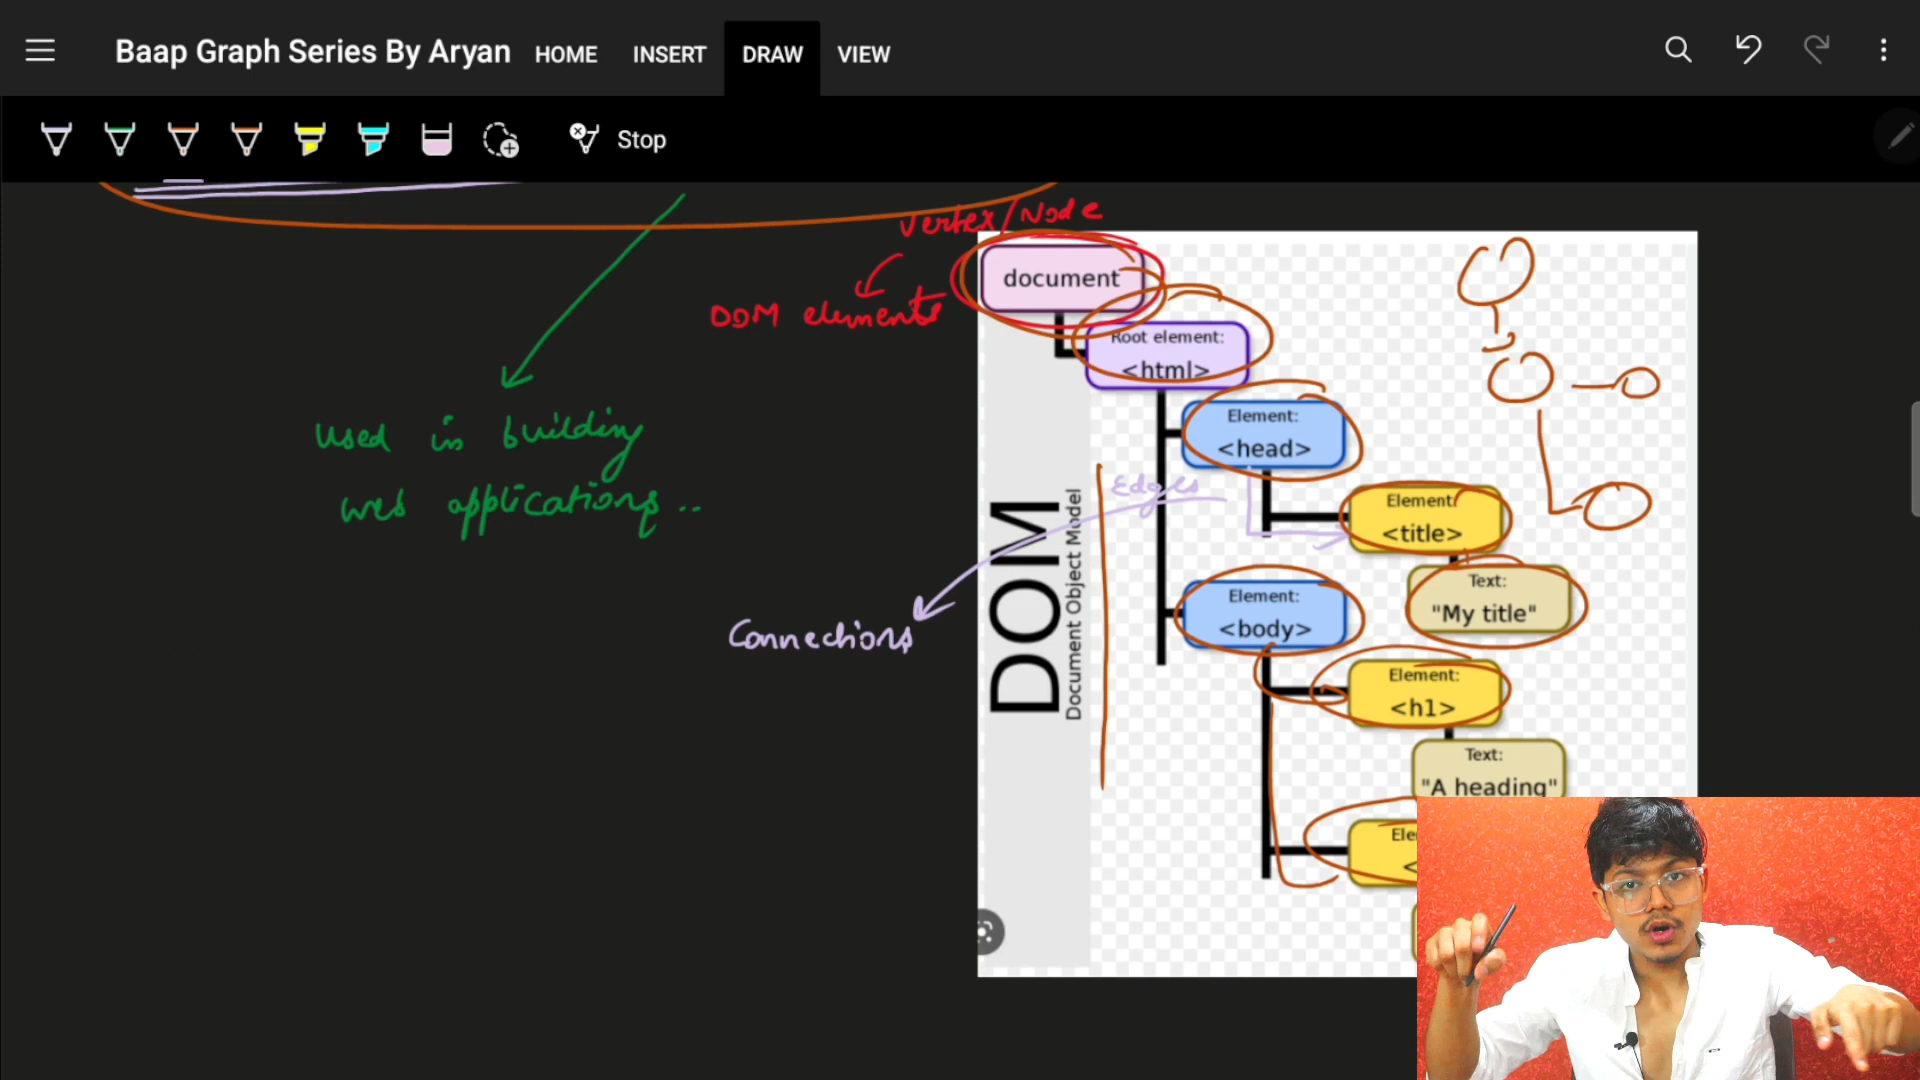 Baap Graph Series By Aryan HOME INSERT DRAW VIEW
Stop
Vertex/Node
DOM elements
document
Root element:
<html>
Element:
<head>
Used in building
web applications..
Edges
Element:
<title>
Connections
DOM
Document Object Model
Element:
<body>
Text:
"My title"
Element:
<h1>
Text:
"A heading"
Ele
<